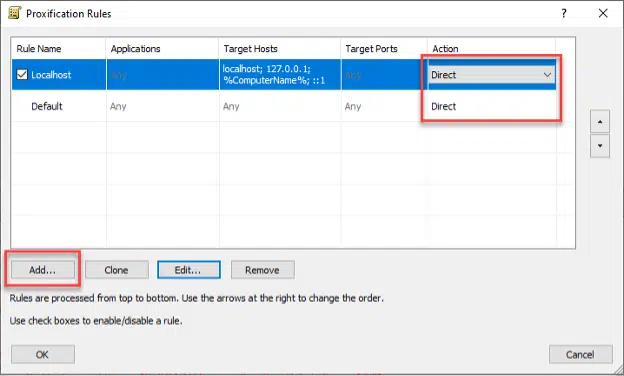 Proxification Rules
Rule Name Applications Target Hosts Target Ports Action
Localhost Any localhost; 127.0.0.1; Any Direct
%ComputerName%; ::1
Default Any Any Any Direct
Add... Clone Edit... Remove
Rules are processed from top to bottom. Use the arrows at the right to change the order.
Use check boxes to enable/disable a rule.
OK Cancel